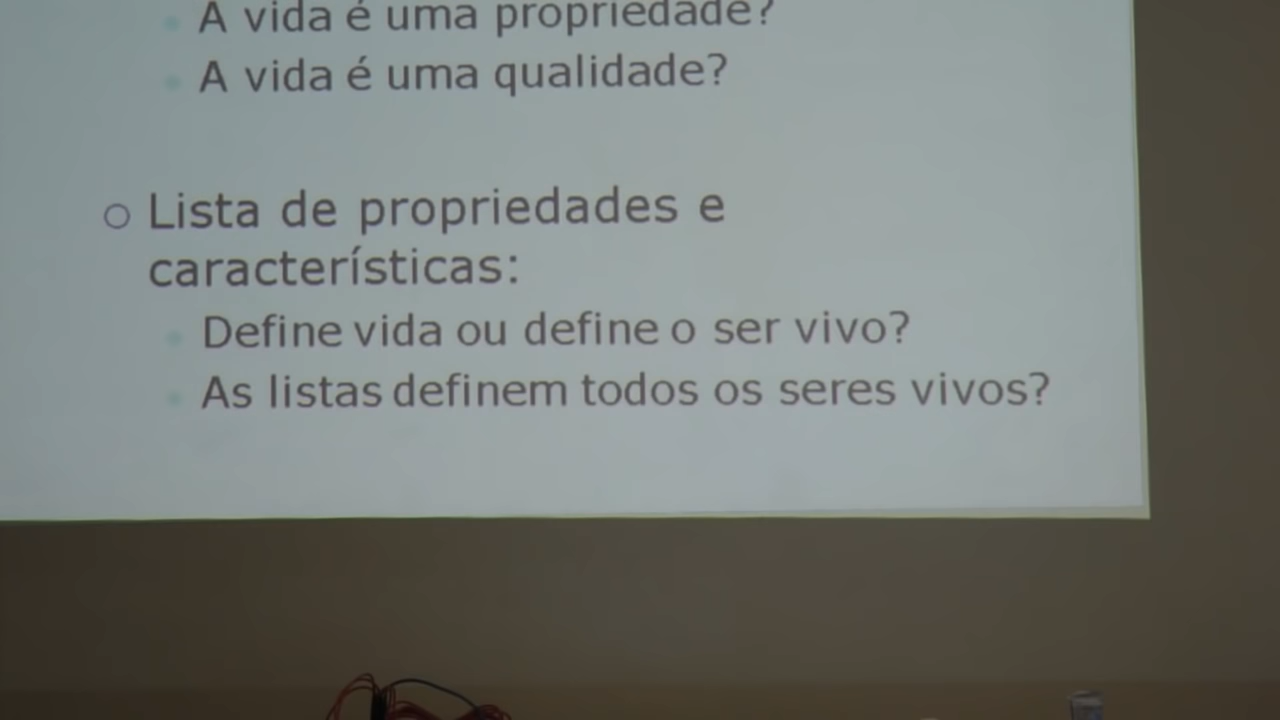 A vida é uma propriedade?
A vida é uma qualidade?
Lista de propriedades e
características:
Define vida ou define o ser vivo?
As listas definem todos os seres vivos?